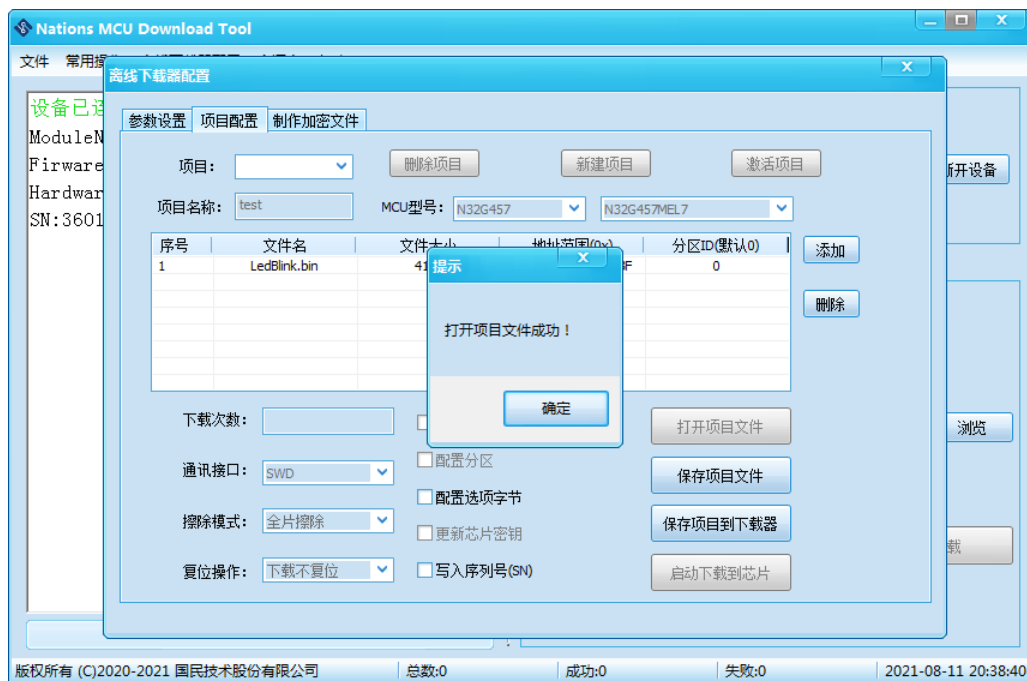 Nations MCU Download Tool
文件 常用操
离线下载器配置
设备已连
ModuleN
Firware
Hardwar
SN:3601
参数设置 项目配置 制作加密文件
项目: 删除项目 新建项目 激活项目
开设备
项目名称: test MCU型号: N32G457 N32G457MEL7
序号 文件名 文件大小 地址范围(0x) 分区ID(默认0) 添加
1 LedBlink.bin 41 F 0
提示
删除
打开项目文件成功！
确定
下载次数: 打开项目文件 浏览
配置分区
通讯接口: SWD 保存项目文件
配置选项字节
擦除模式: 全片擦除 保存项目到下载器
更新芯片密钥 载
复位操作: 下载不复位 写入序列号(SN) 启动下载到芯片
版权所有 (C)2020-2021 国民技术股份有限公司 总数:0 成功:0 失败:0 2021-08-11 20:38:40